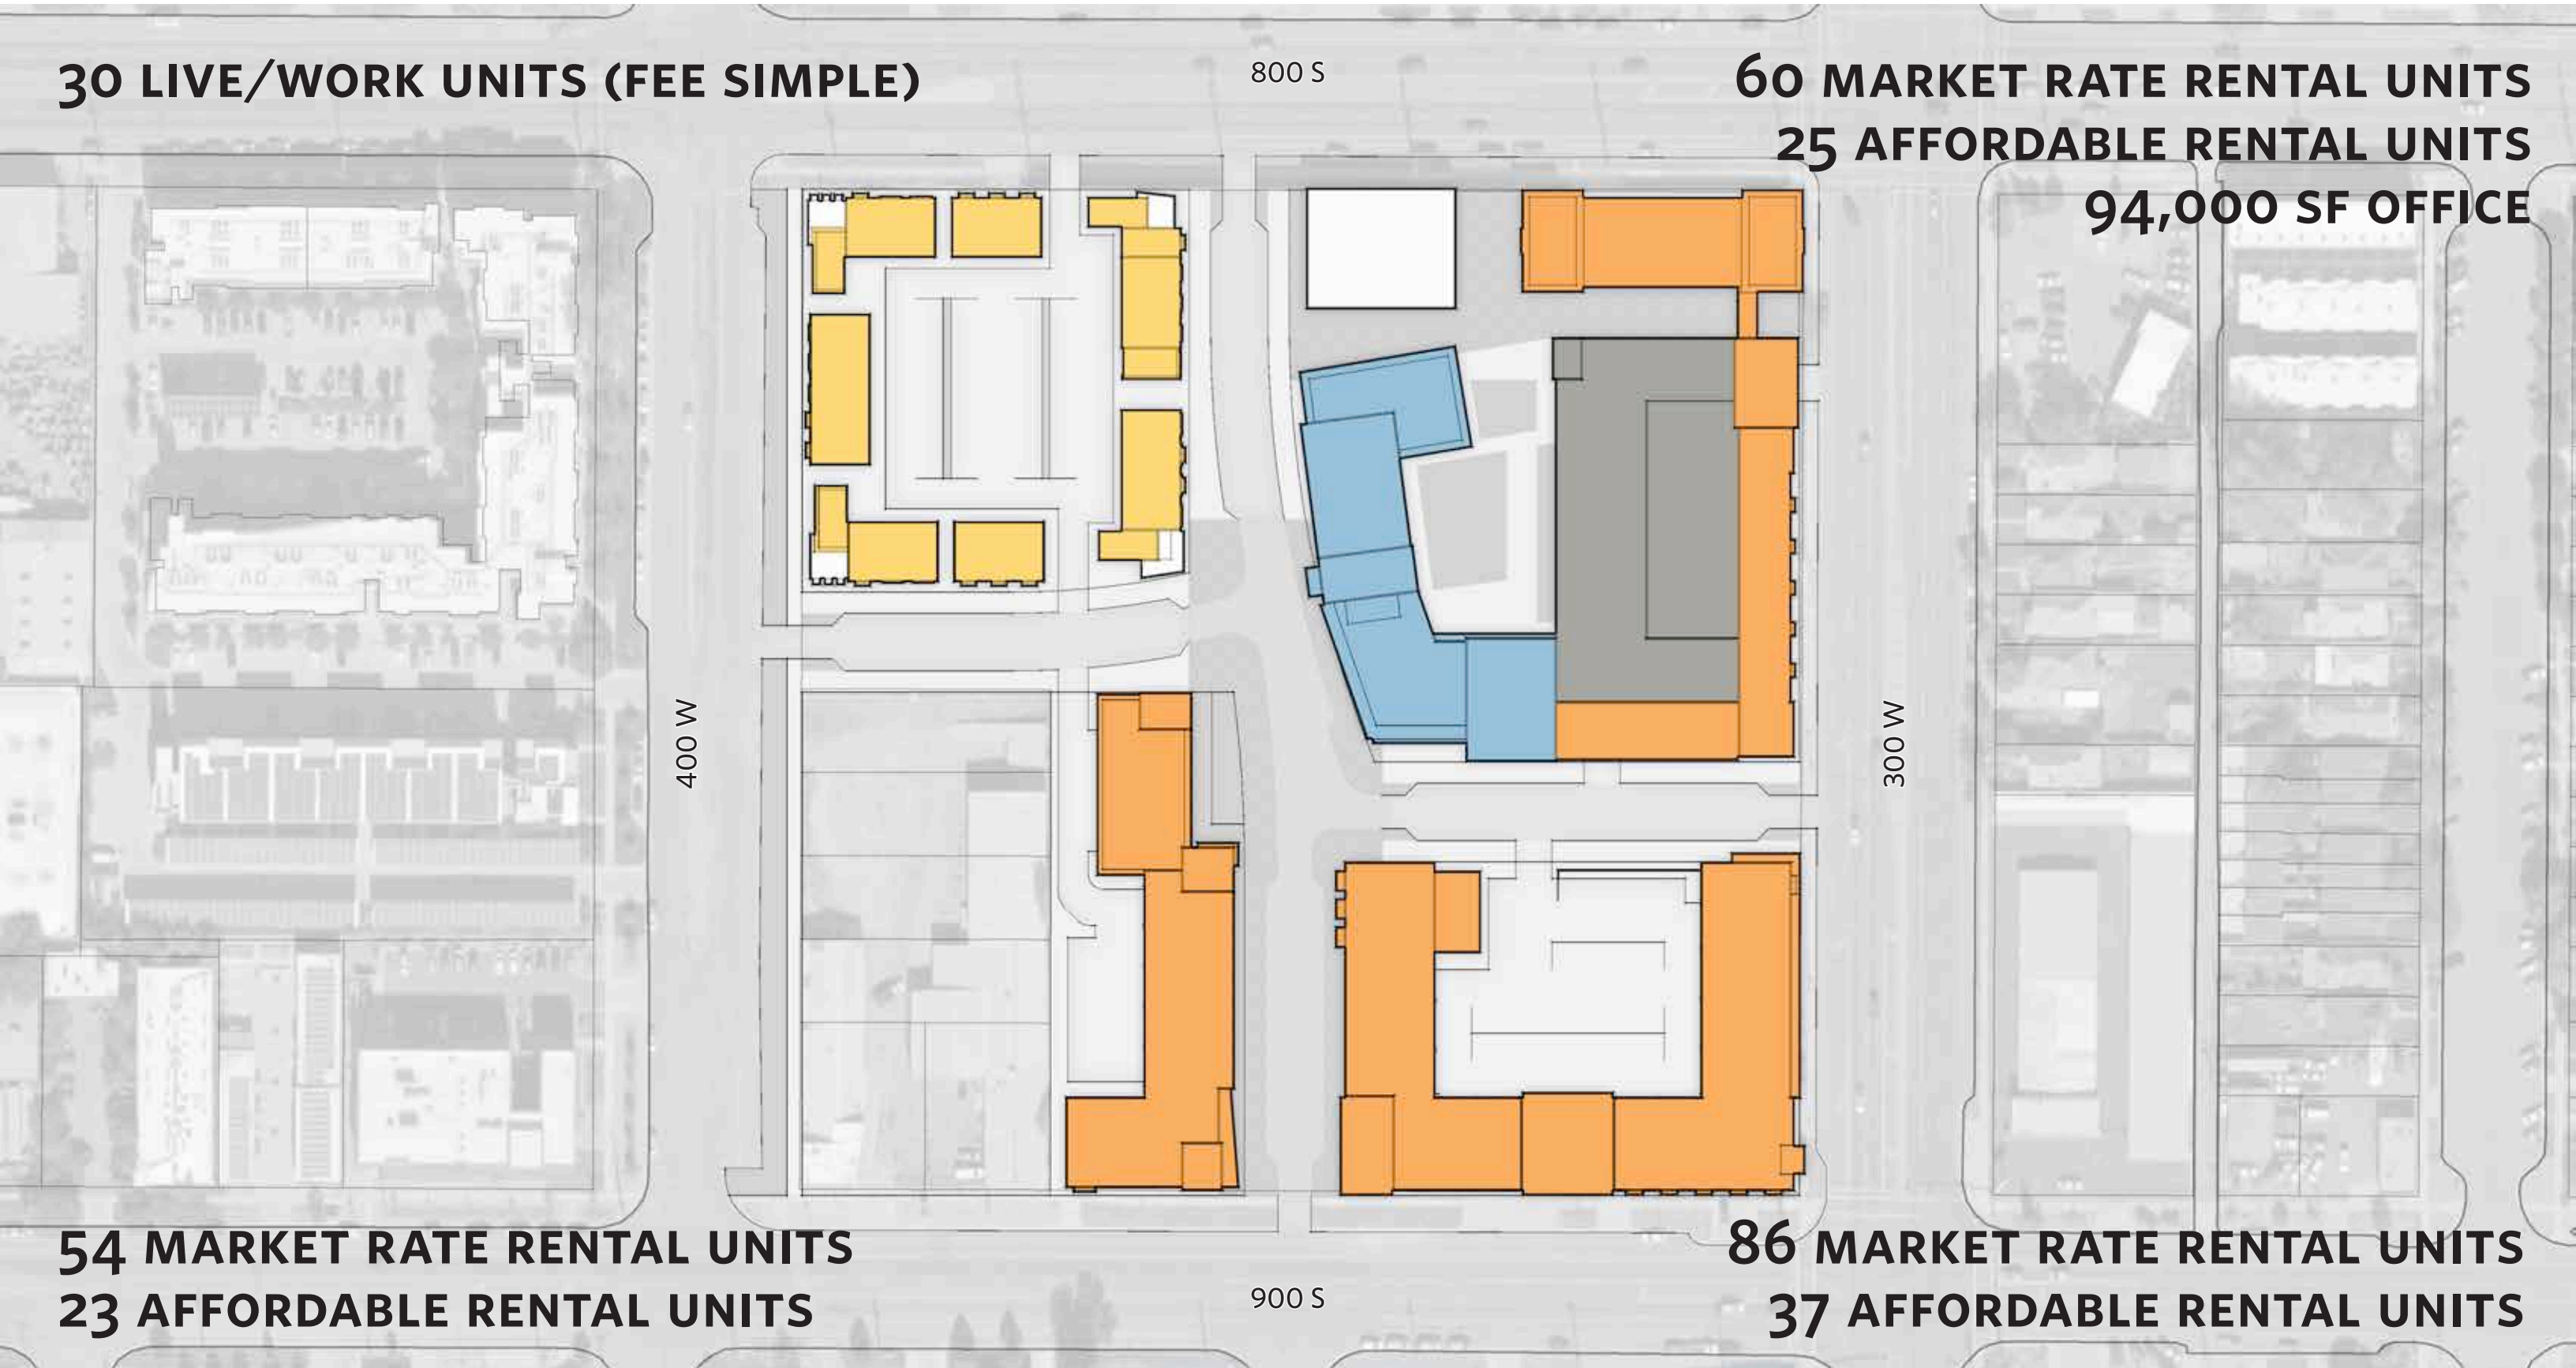 30 LIVE/WORK UNITS (FEE SIMPLE)
800 S
60 MARKET RATE RENTAL UNITS
25 AFFORDABLE RENTAL UNITS
94,000 SF OFFICE
400 W
300 W
54 MARKET RATE RENTAL UNITS
23 AFFORDABLE RENTAL UNITS
900 S
86 MARKET RATE RENTAL UNITS
37 AFFORDABLE RENTAL UNITS